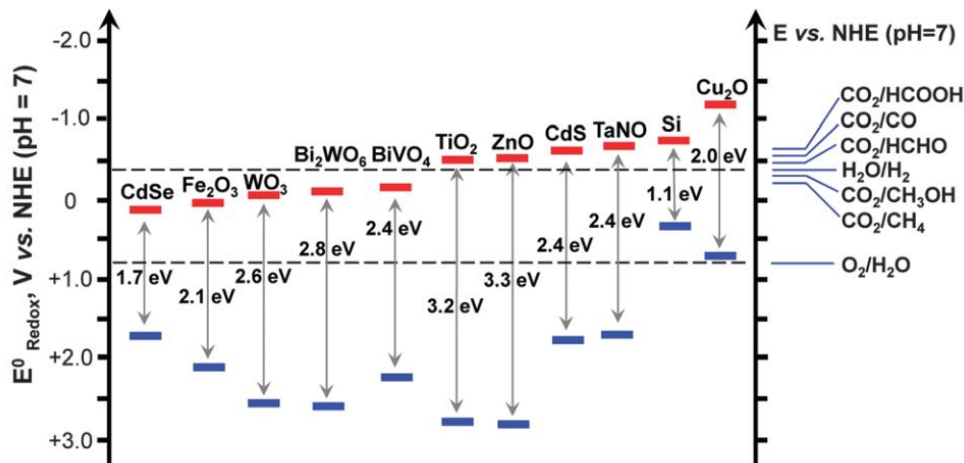 E⁰ Redox, V vs. NHE (pH = 7)
-2.0
-1.0
0
+1.0
+2.0
+3.0
CdSe
Fe₂O₃
WO₃
Bi₂WO₆
BiVO₄
TiO₂
ZnO
CdS
TaNO
Si
Cu₂O
1.7 eV
2.1 eV
2.6 eV
2.8 eV
2.4 eV
3.2 eV
3.3 eV
2.4 eV
2.4 eV
1.1 eV
2.0 eV
E vs. NHE (pH=7)
CO₂/HCOOH
CO₂/CO
CO₂/HCHO
H₂O/H₂
CO₂/CH₃OH
CO₂/CH₄
O₂/H₂O